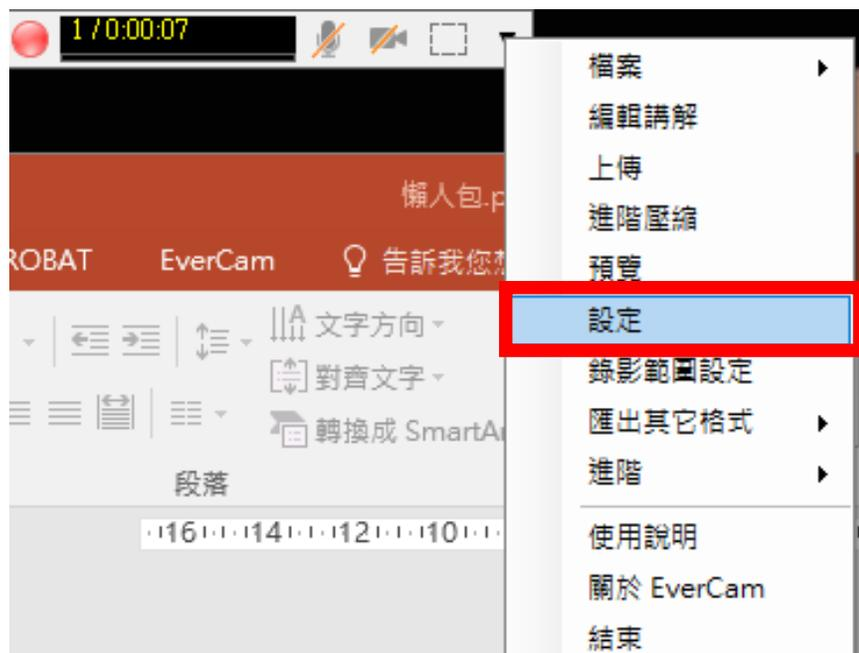 1 / 0:00:07
檔案
編輯講解
上傳
進階壓縮
預覽
設定
錄影範圍設定
匯出其它格式
進階
使用說明
關於 EverCam
結束
懶人包.p
ROBAT EverCam 告訴我您想
文字方向
對齊文字
轉換成 SmartAr
段落
16 14 12 10